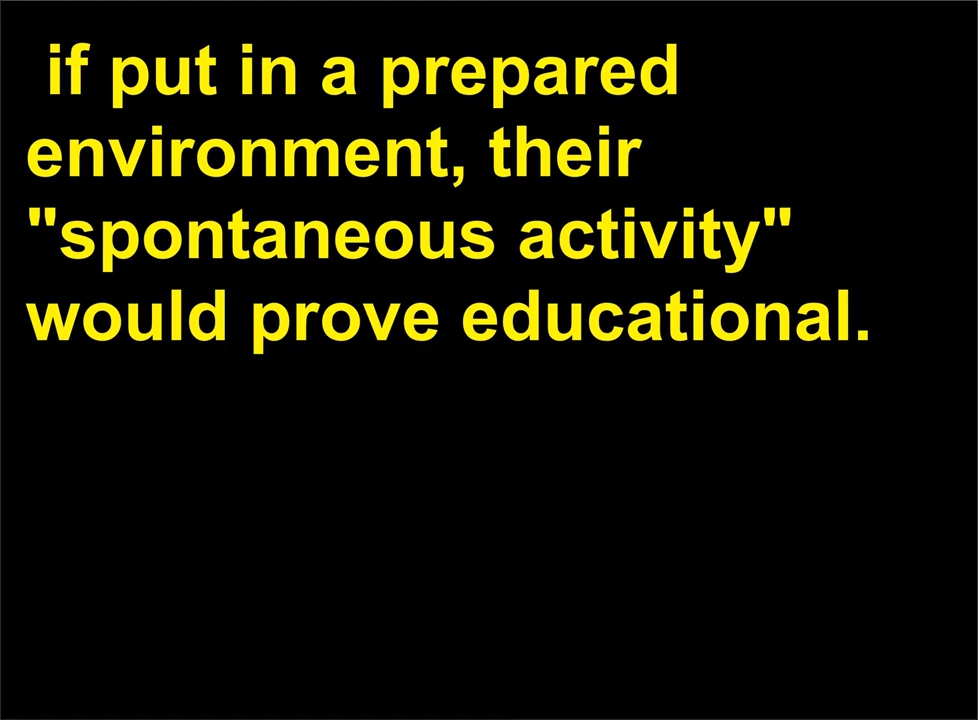 if put in a prepared
environment, their
"spontaneous activity"
would prove educational.